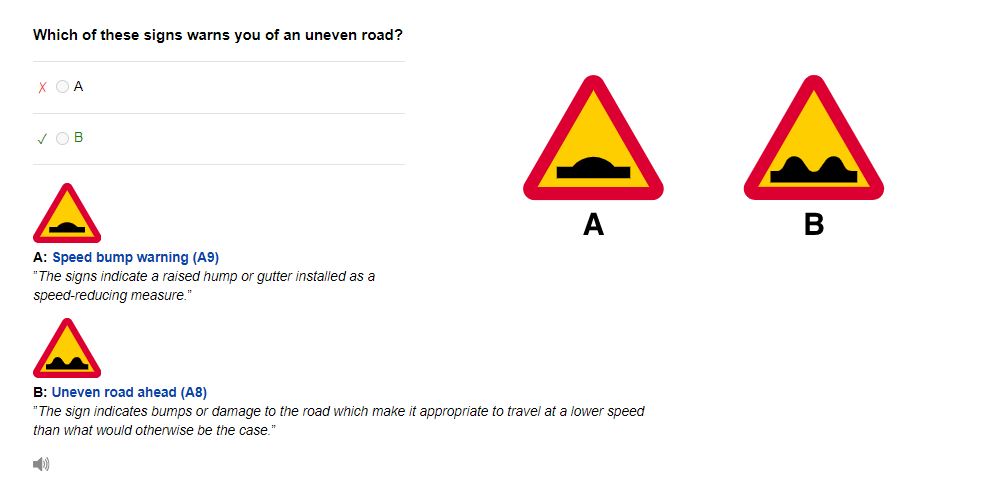 Which of these signs warns you of an uneven road?
A
B
A
B
A: Speed bump warning (A9)
"The signs indicate a raised hump or gutter installed as a
speed-reducing measure."
B: Uneven road ahead (A8)
"The sign indicates bumps or damage to the road which make it appropriate to travel at a lower speed
than what would otherwise be the case."